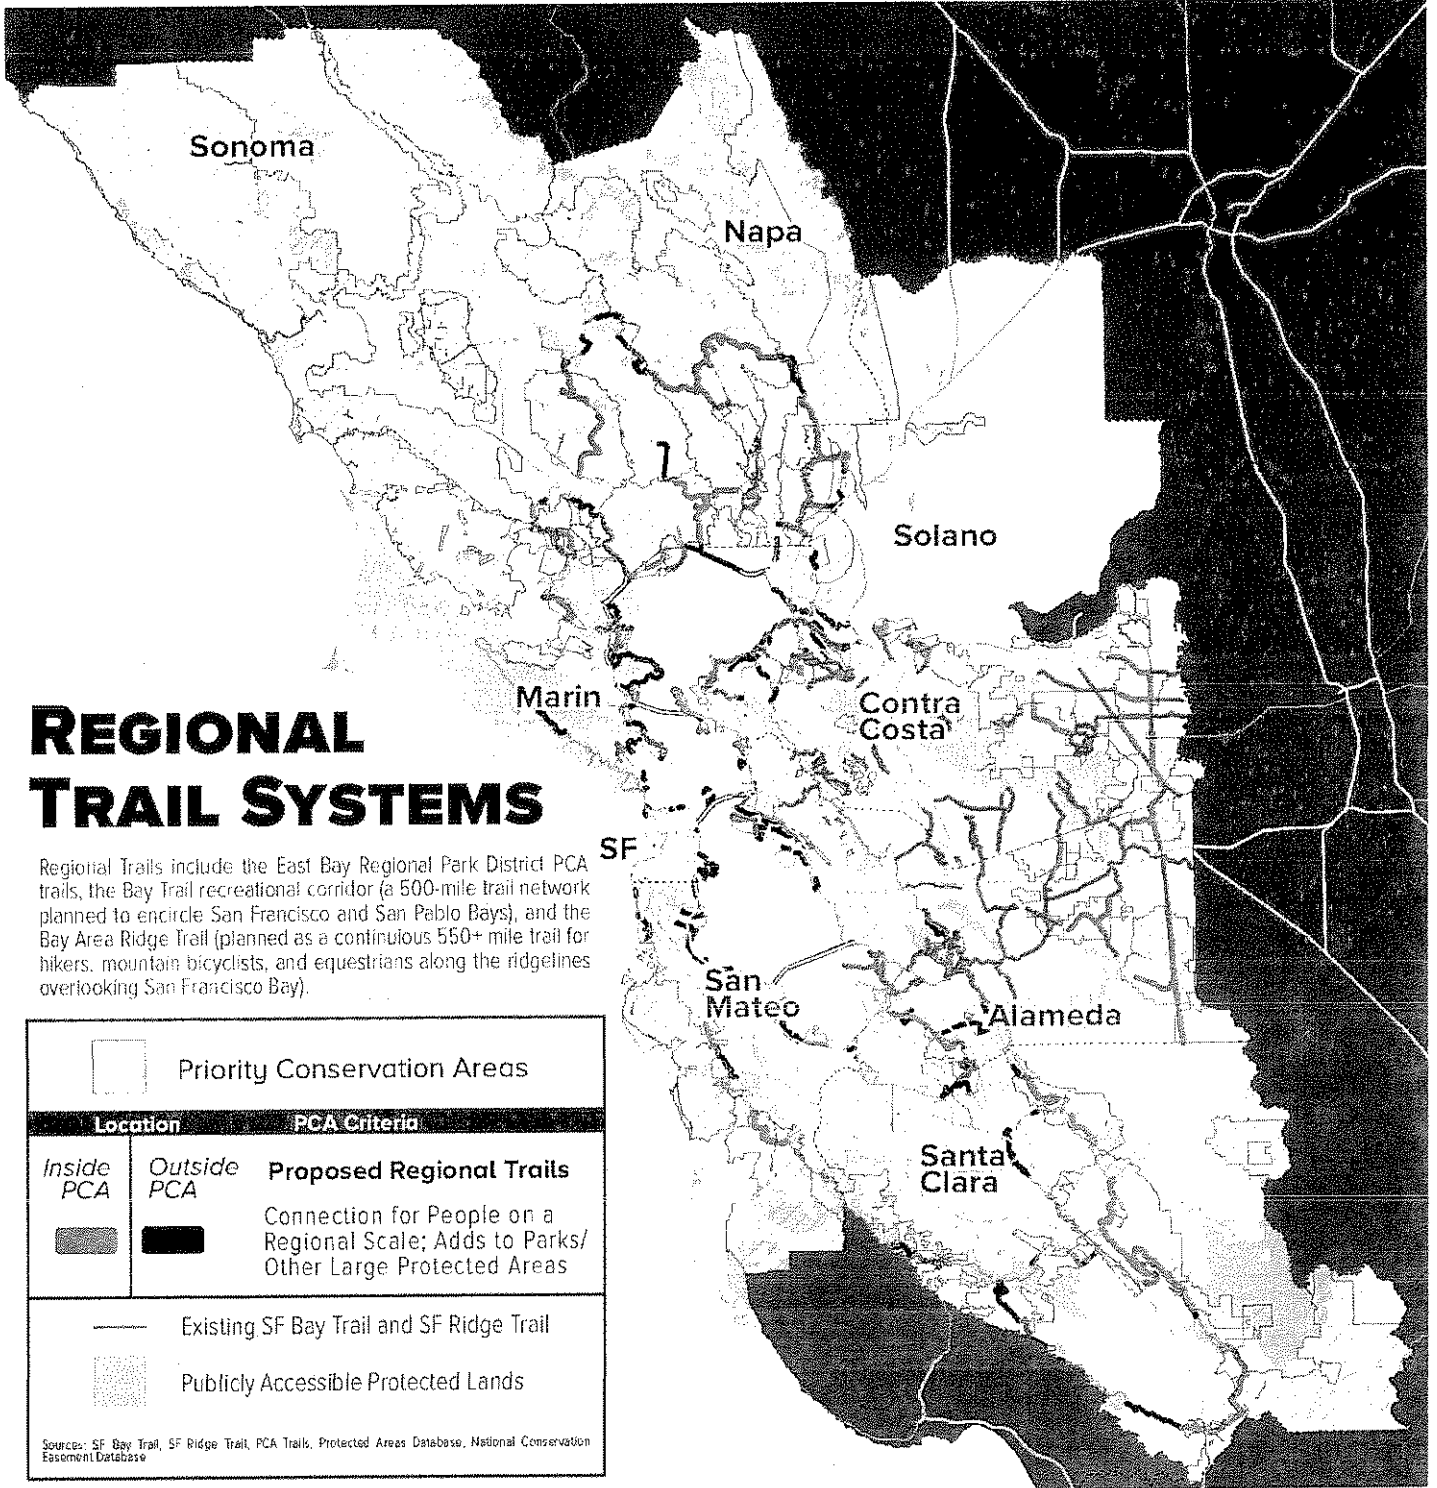 Sonoma
Napa
Solano
Marin
Contra
Costa
REGIONAL
TRAIL SYSTEMS
SF
Regional Trails include the East Bay Regional Park District PCA
trails, the Bay Trail recreational corridor (a 500-mile trail network
planned to encircle San Francisco and San Pablo Bays), and the
Bay Area Ridge Trail (planned as a continuious 550+ mile trail for
hikers, mountain bicyclists, and equestrians along the ridgelines
overlooking San Francisco Bay).
San
Mateo
Alameda
Santa
Clara
Priority Conservation Areas
Location PCA Criteria
Inside
PCA
Outside
PCA
Proposed Regional Trails
Connection for People on a
Regional Scale; Adds to Parks/
Other Large Protected Areas
Existing SF Bay Trail and SF Ridge Trail
Publicly Accessible Protected Lands
Sources: SF Bay Trail, SF Ridge Trail, PCA Trails, Protected Areas Database, National Conservation
Easement Database